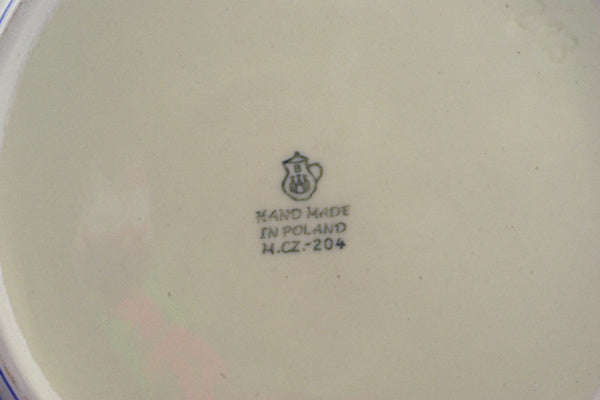 B
HAND MADE
IN POLAND
M.CZ.-204